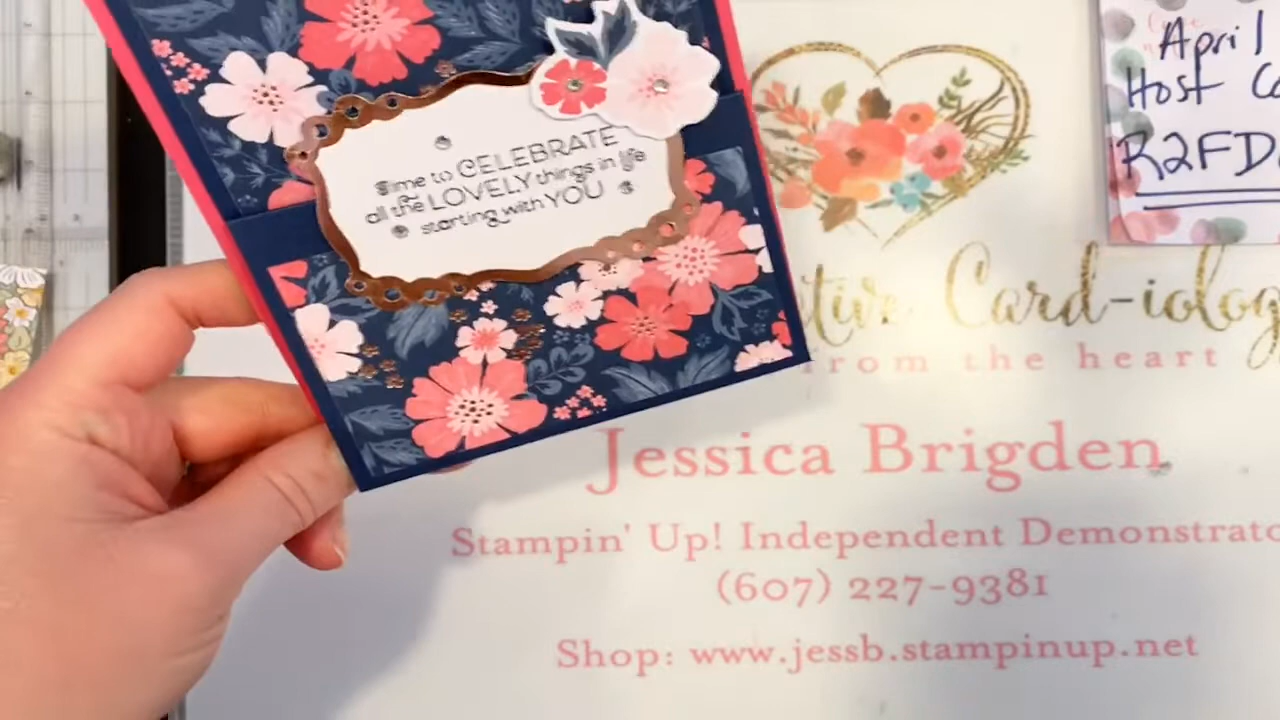 Time to CELEBRATE
all the LOVELY things in life
starting with YOU
April
Host
R2FD
Card-iolog
from the heart
Jessica Brigden
Stampin' Up! Independent Demonstrato
(607) 227-9381
Shop: www.jessb.stampinup.net